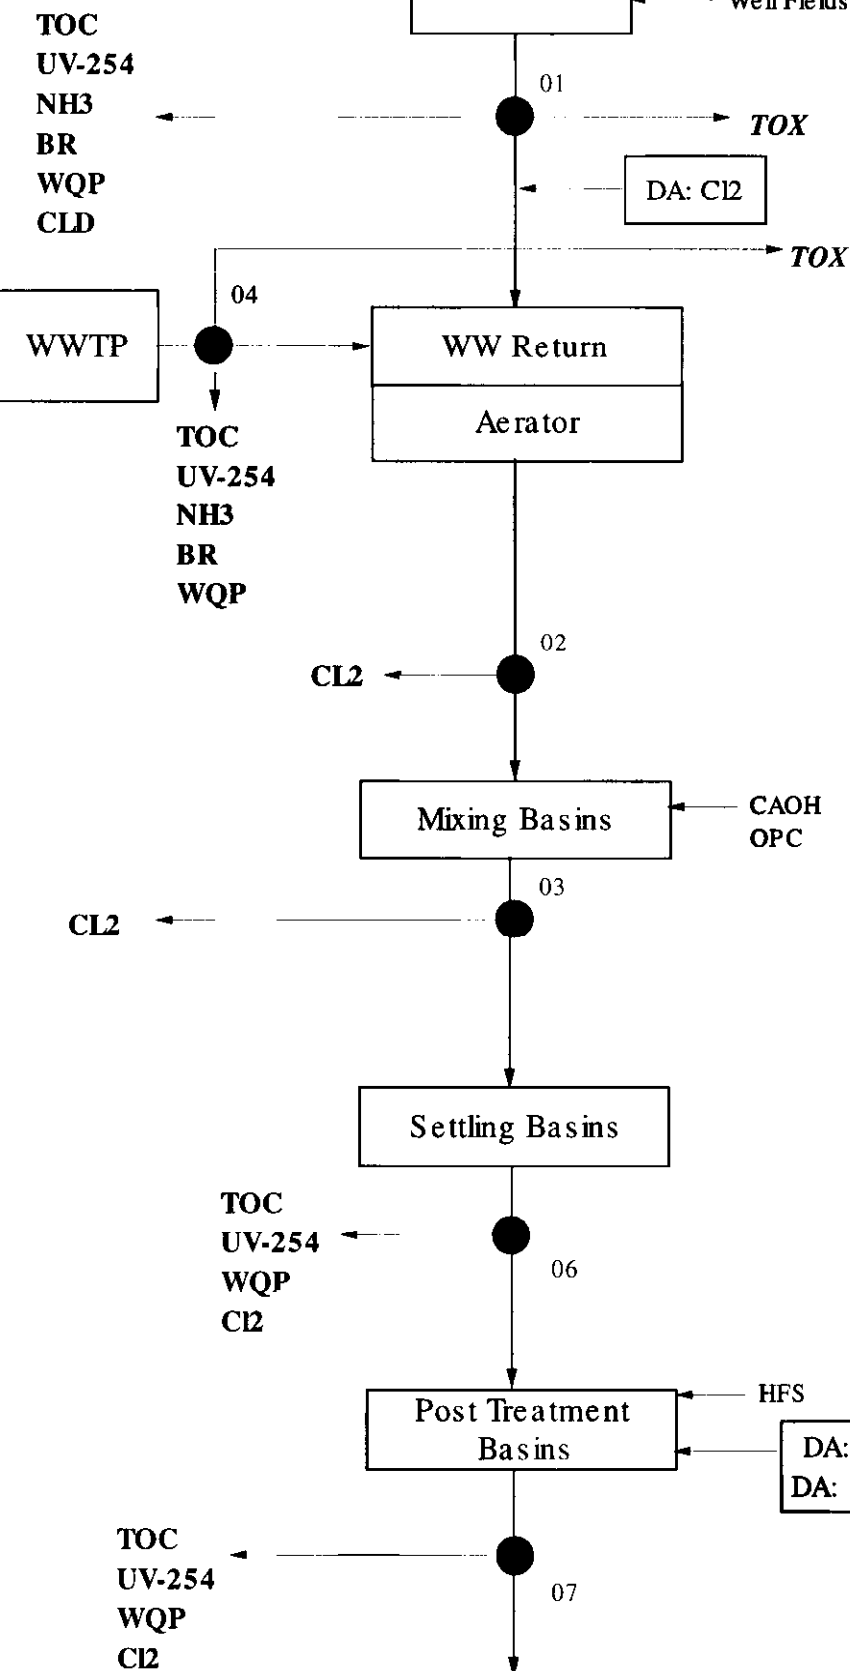 Well Fields
TOC
UV-254
NH3
BR
WQP
CLD
01
TOX
DA: Cl2
TOX
04
WWTP
WW Return
Aerator
TOC
UV-254
NH3
BR
WQP
02
CL2
Mixing Basins
CAOH
OPC
03
CL2
Settling Basins
TOC
UV-254
WQP
Cl2
06
HFS
Post Treatment
Basins
DA:
DA:
TOC
UV-254
WQP
Cl2
07